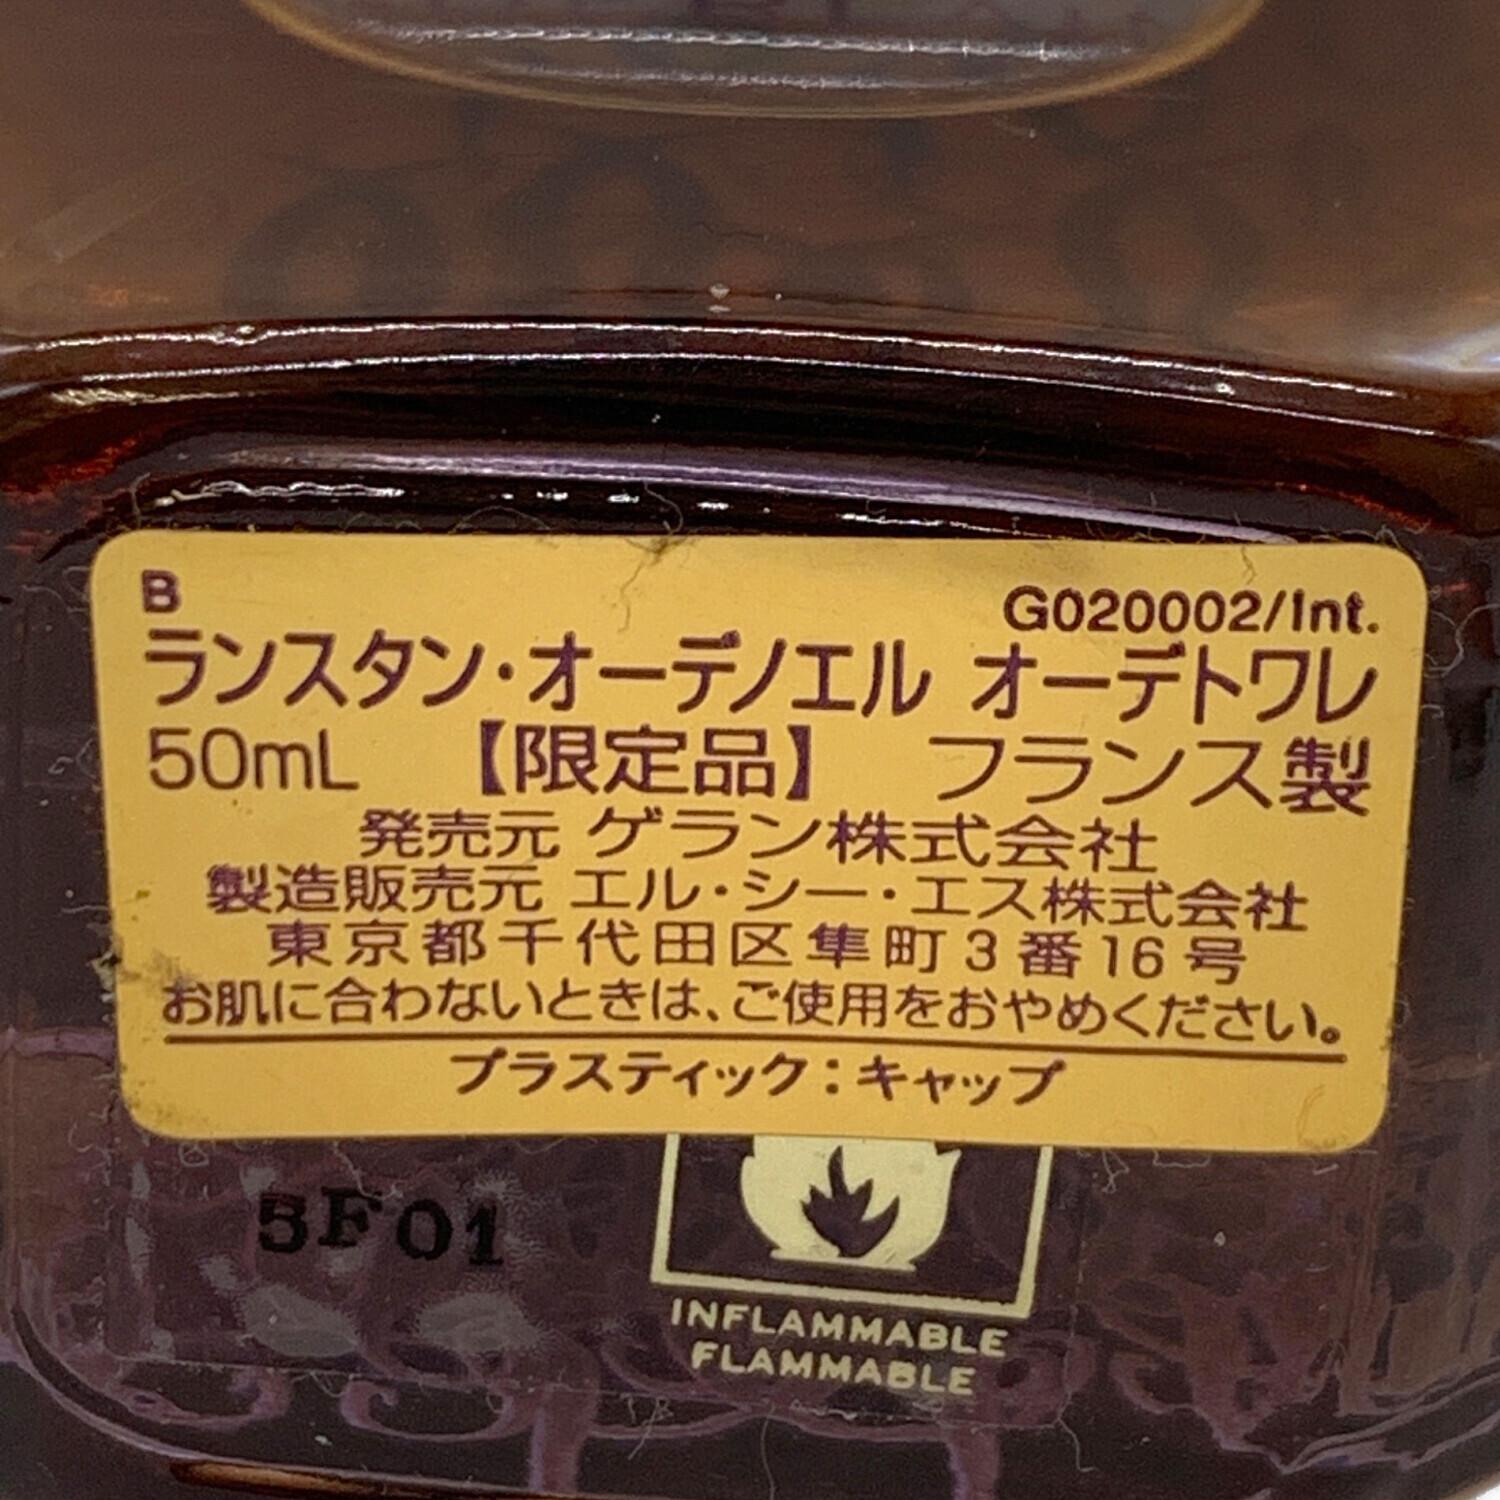 B
G020002/Int.
ランスタン・オーデノエル オーデトワレ
50mL 【限定品】 フランス製
発売元 ゲラン株式会社
製造販売元 エル・シー・エス株式会社
東京都千代田区隼町3番16号
お肌に合わないときは、ご使用をおやめください。
プラスティック：キャップ
5F01
INFLAMMABLE
FLAMMABLE